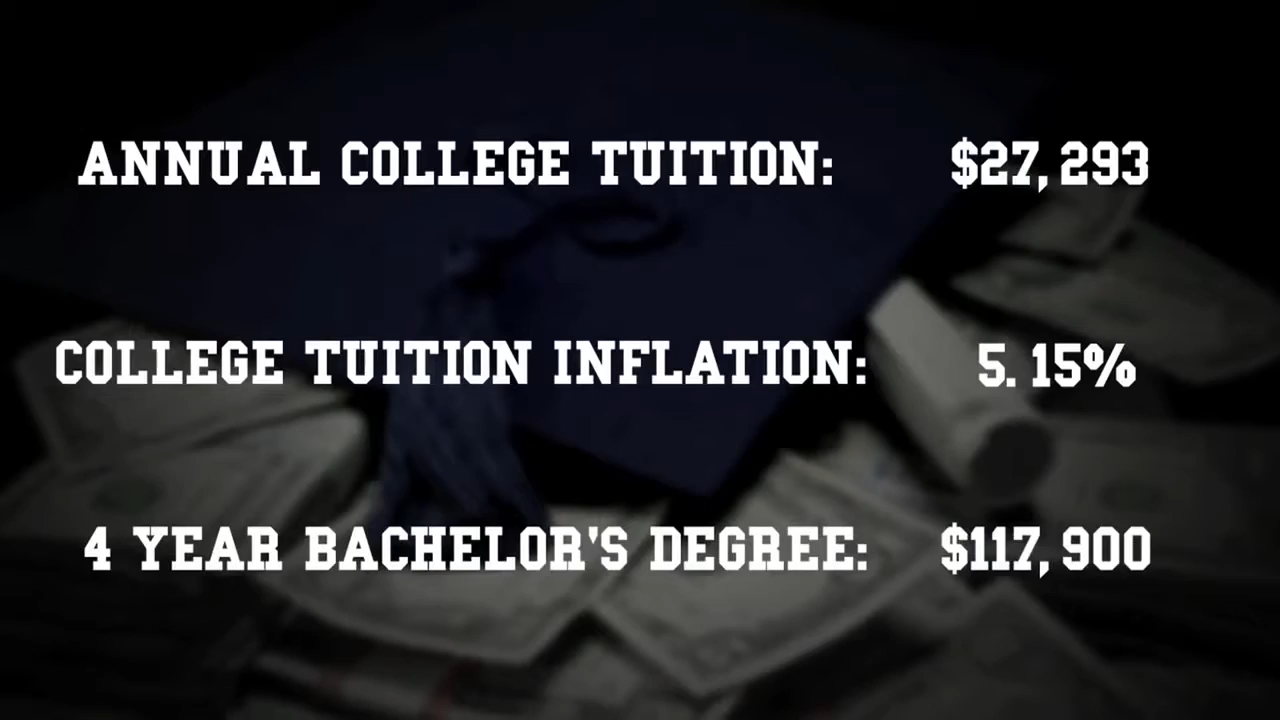 ANNUAL COLLEGE TUITION: $27,293
COLLEGE TUITION INFLATION: 5.15%
4 YEAR BACHELOR'S DEGREE: $117,900